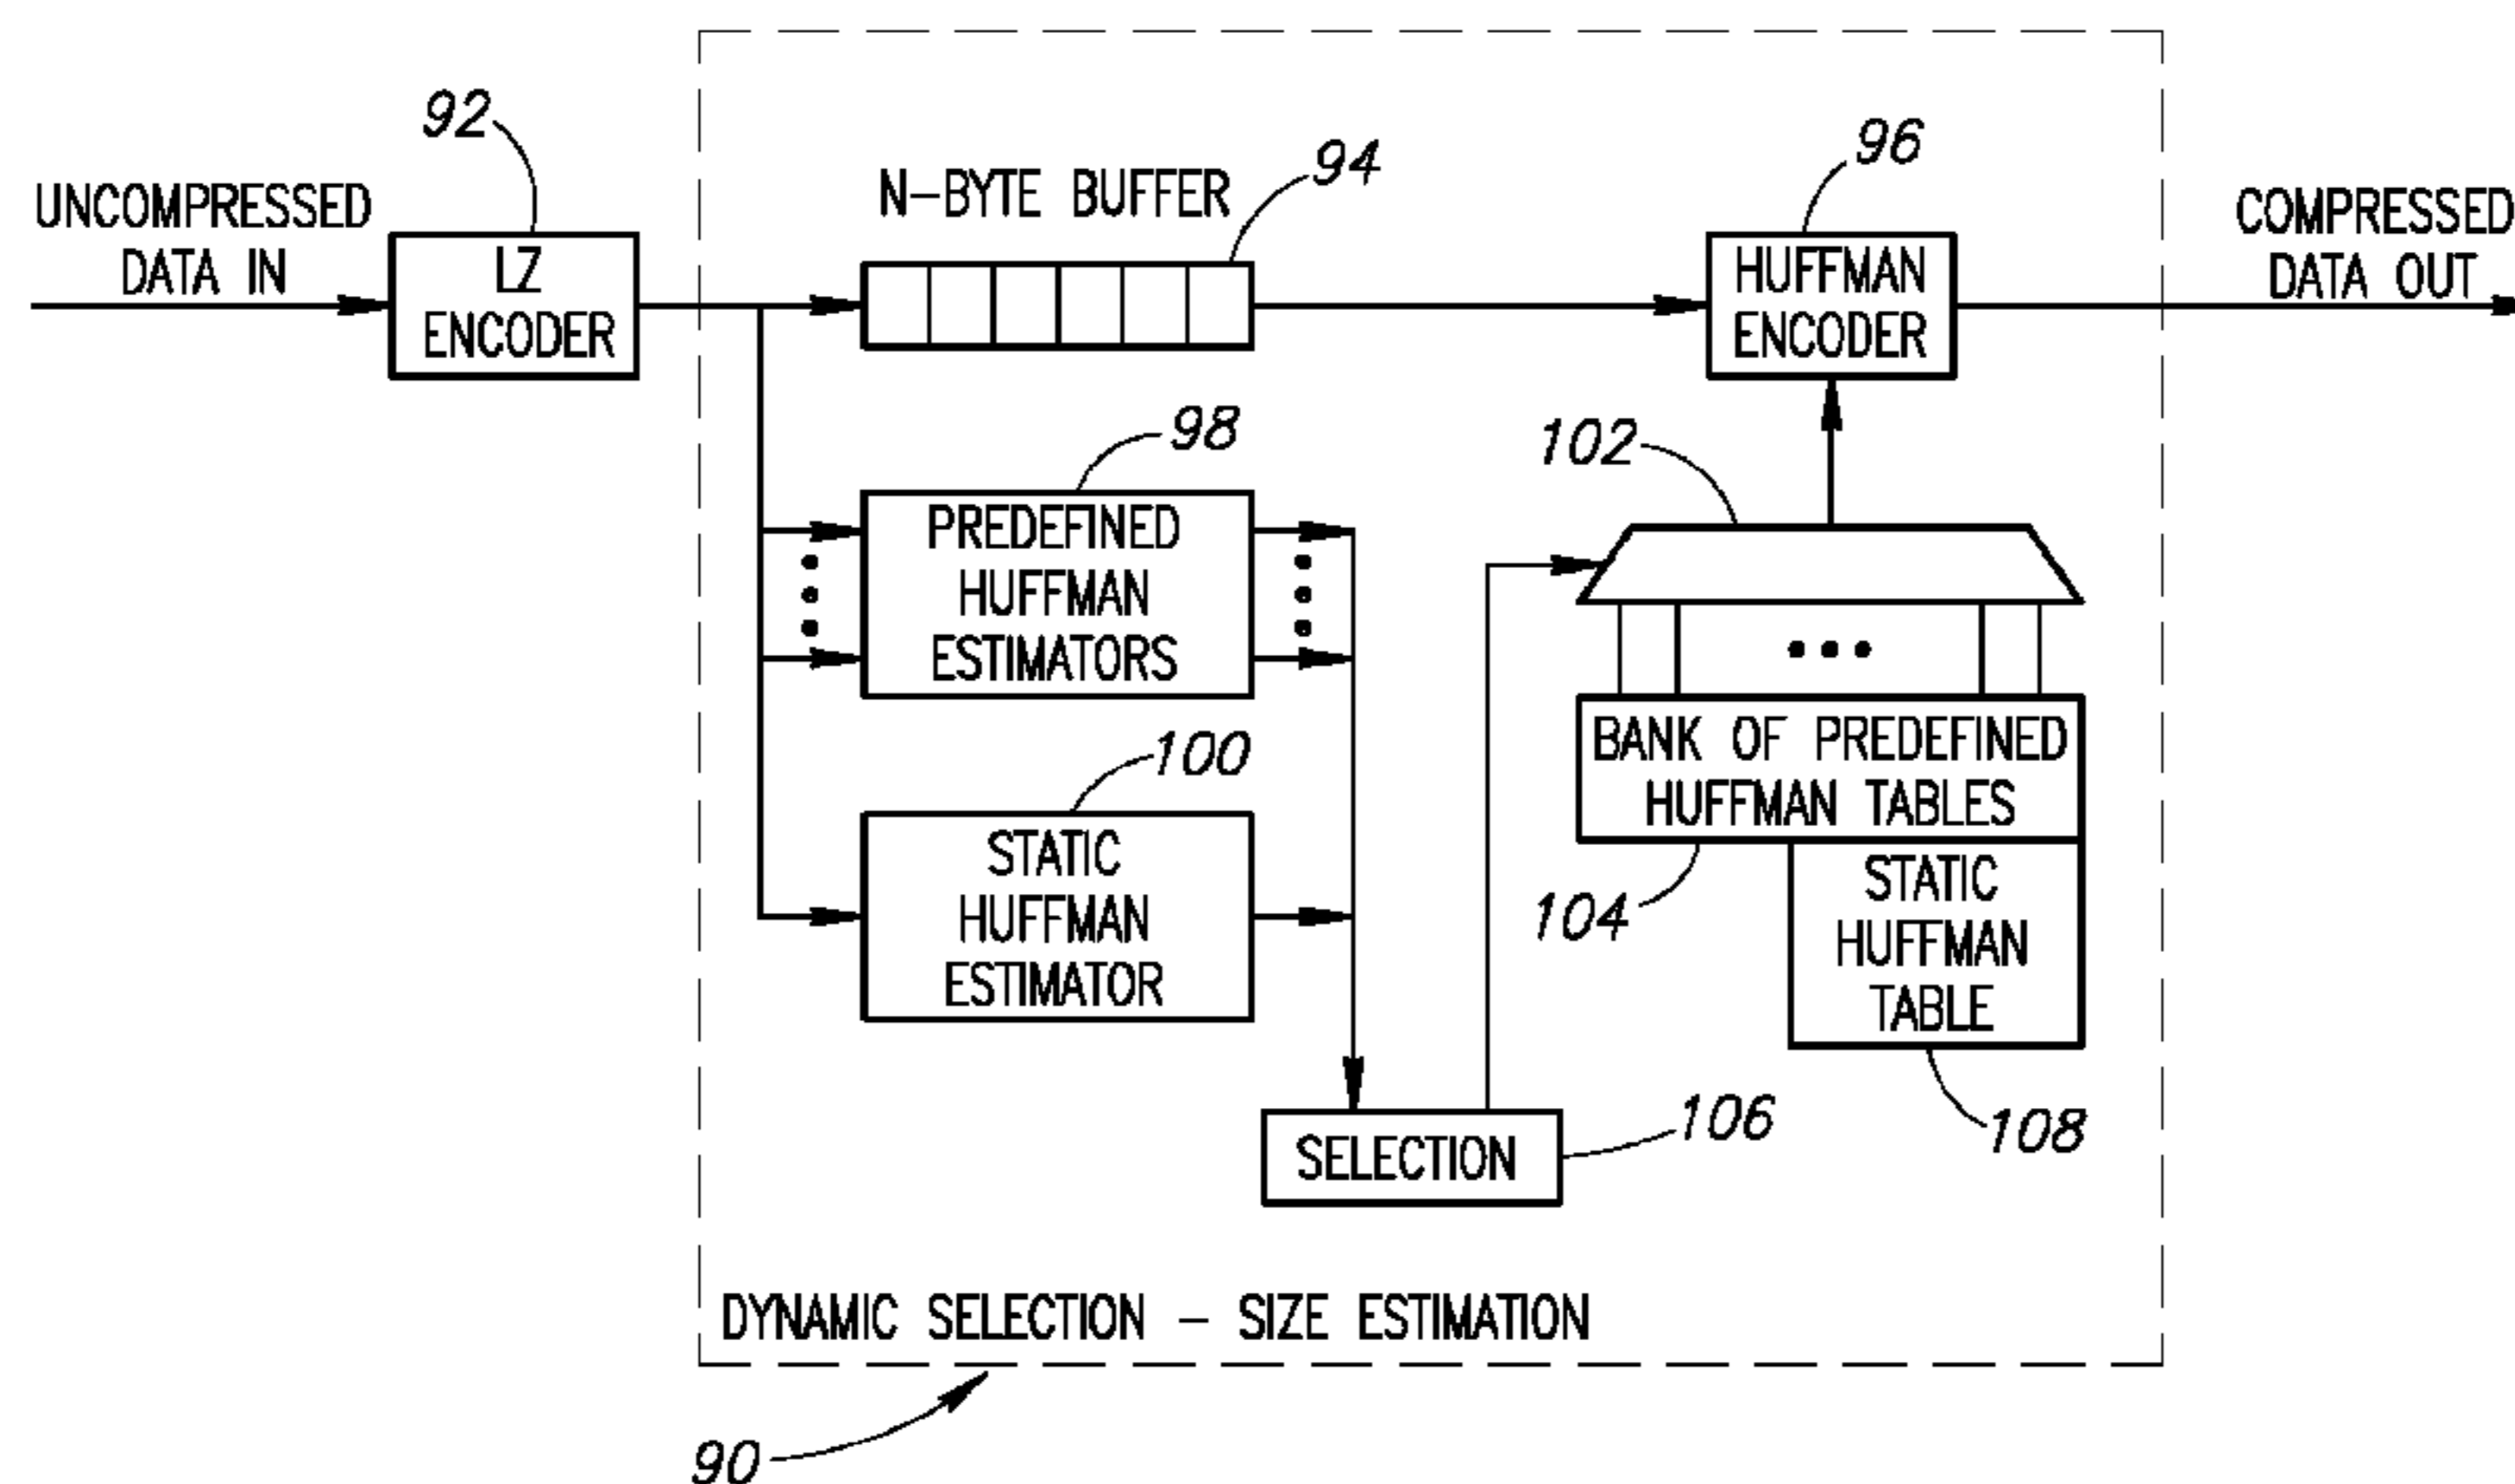 92
UNCOMPRESSED
DATA IN
LZ
ENCODER
N-BYTE BUFFER
94
96
HUFFMAN
ENCODER
COMPRESSED
DATA OUT
98
PREDEFINED
HUFFMAN
ESTIMATORS
102
BANK OF PREDEFINED
HUFFMAN TABLES
104
100
STATIC
HUFFMAN
ESTIMATOR
STATIC
HUFFMAN
TABLE
108
SELECTION
106
DYNAMIC SELECTION - SIZE ESTIMATION
90